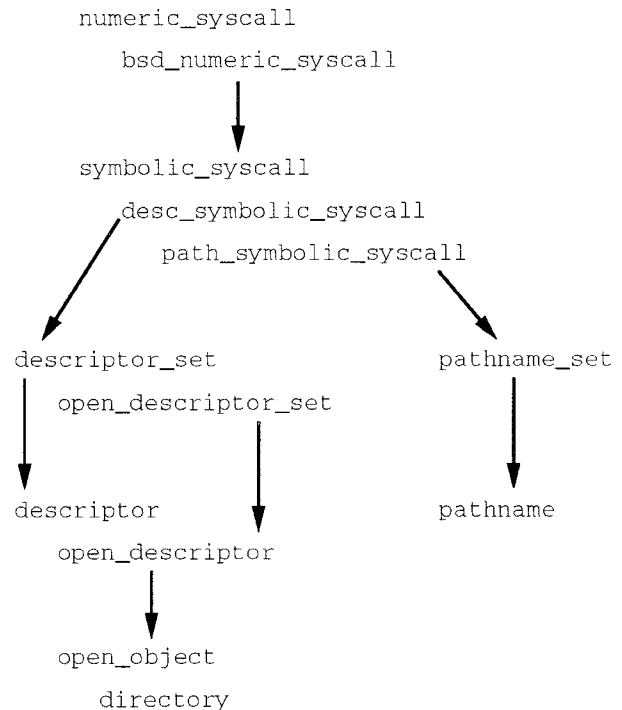 numeric_syscall
bsd_numeric_syscall
symbolic_syscall
desc_symbolic_syscall
path_symbolic_syscall
descriptor_set
pathname_set
open_descriptor_set
descriptor
pathname
open_descriptor
open_object
directory